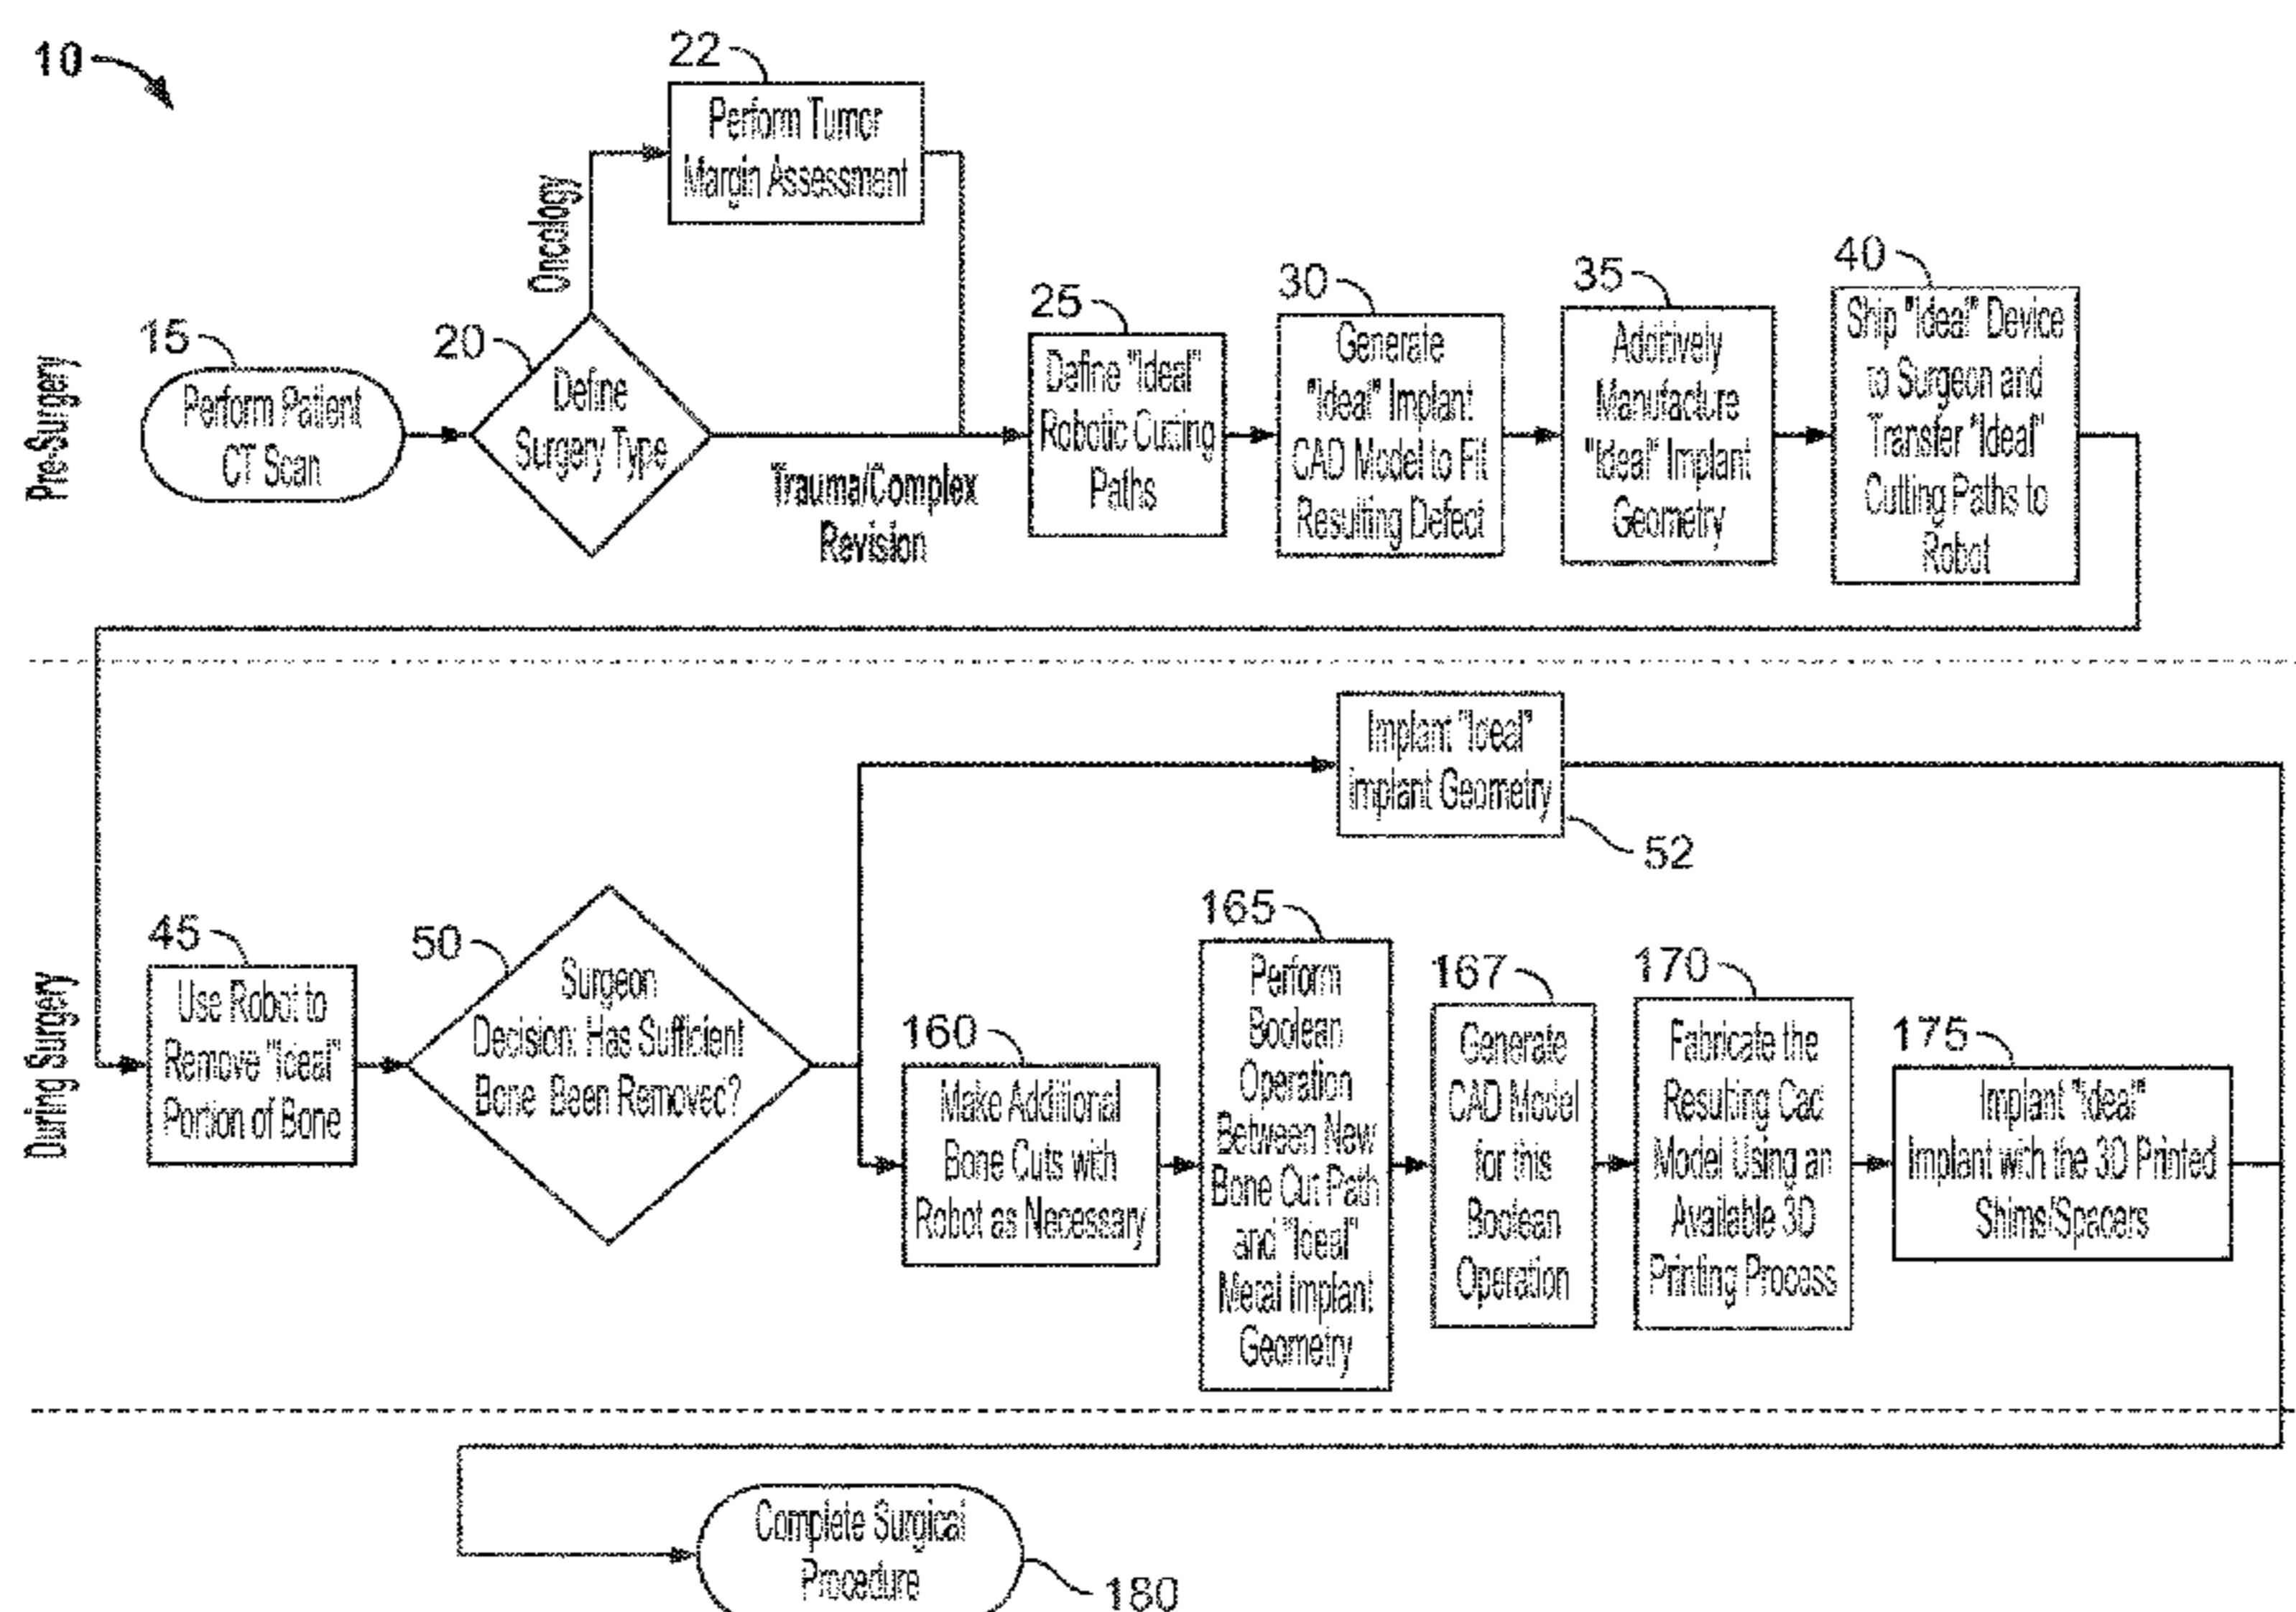 10
22
Perform Tumor
Margin Assessment
Oncology
Pre-Surgery
15
Perform Patient
CT Scan
20
Define
Surgery Type
Trauma/Complex
Revision
25
Define "Ideal"
Robotic Cutting
Paths
30
Generate
"Ideal" Implant
CAD Model to Fit
Resulting Defect
35
Additively
Manufacture
"Ideal" Implant
Geometry
40
Ship "Ideal" Device
to Surgeon and
Transfer "Ideal"
Cutting Paths to
Robot
Implant "Ideal"
implant Geometry
52
During Surgery
45
Use Robot to
Remove "Ideal"
Portion of Bone
50
Surgeon
Decision: Has Sufficient
Bone Been Removed?
160
Make Additional
Bone Cuts with
Robot as Necessary
165
Perform
Boolean
Operation
Between New
Bone Cut Path
and "Ideal"
Metal Implant
Geometry
167
Generate
CAD Model
for this
Boolean
Operation
170
Fabricate the
Resulting Cad
Model Using an
Available 3D
Printing Process
175
Implant "Ideal"
Implant with the 3D Printed
Shims/Spacers
Complete Surgical
Procedure
180